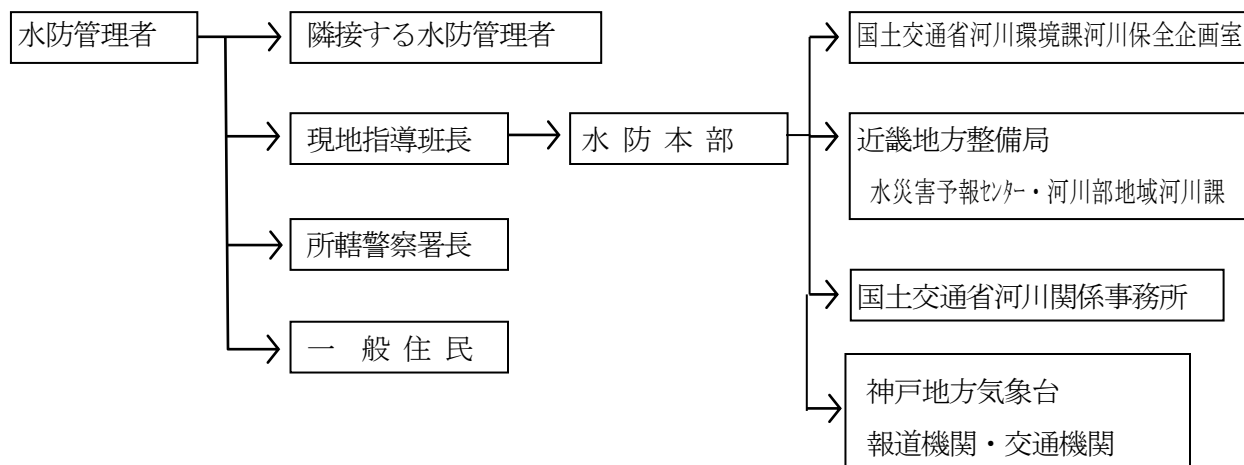 水防管理者
隣接する水防管理者
国土交通省河川環境課河川保全企画室
現地指導班長
水防本部
近畿地方整備局
水災害予報ｾﾝﾀｰ・河川部地域河川課
所轄警察署長
国土交通省河川関係事務所
一般住民
神戸地方気象台
報道機関・交通機関